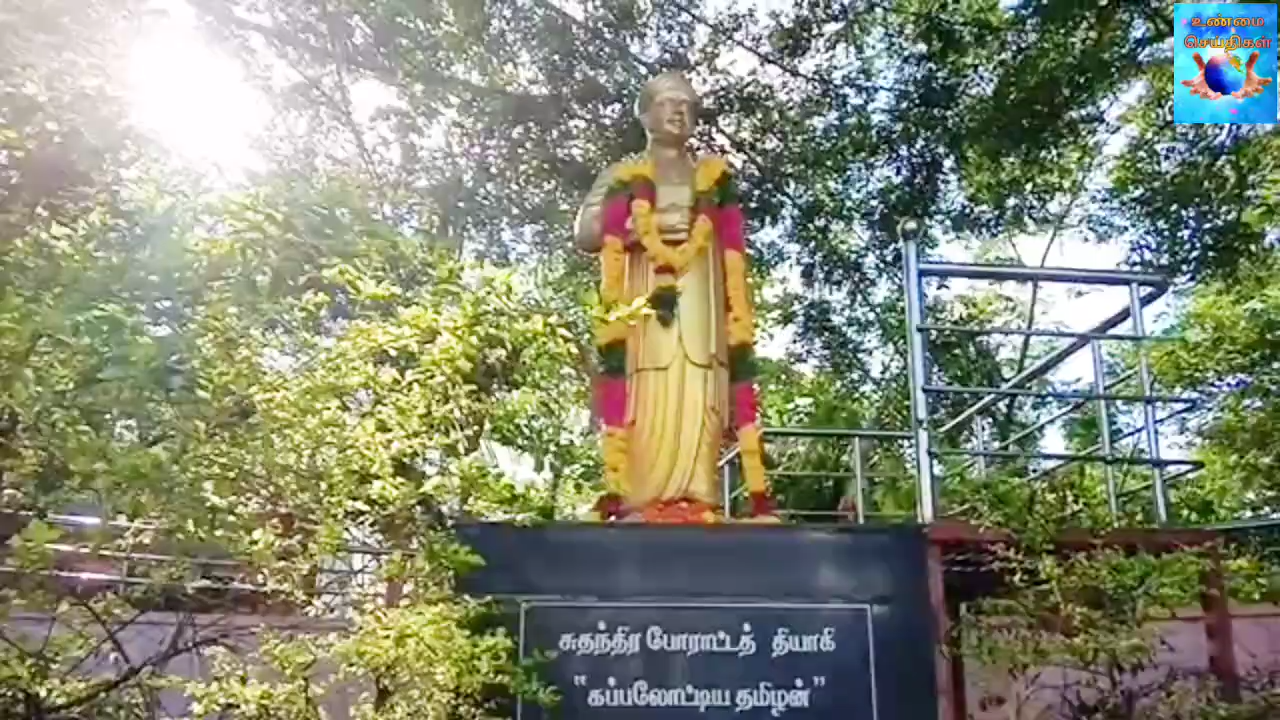 உண்மை
செய்திகள்
சுதந்திர போராட்டத் தியாகி
"கப்பலோட்டிய தமிழன்"